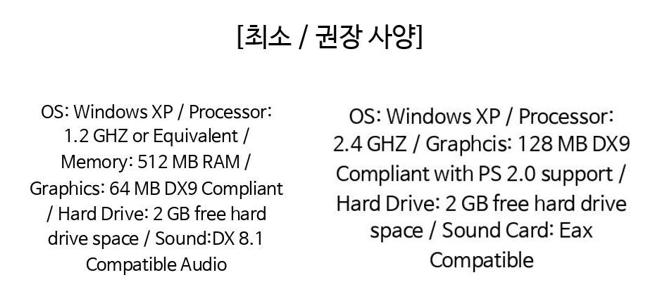 [최소 / 권장 사양]
OS: Windows XP / Processor:
1.2 GHZ or Equivalent /
Memory: 512 MB RAM /
Graphics: 64 MB DX9 Compliant
/ Hard Drive: 2 GB free hard
drive space / Sound:DX 8.1
Compatible Audio
OS: Windows XP / Processor:
2.4 GHZ / Graphcis: 128 MB DX9
Compliant with PS 2.0 support /
Hard Drive: 2 GB free hard drive
space / Sound Card: Eax
Compatible